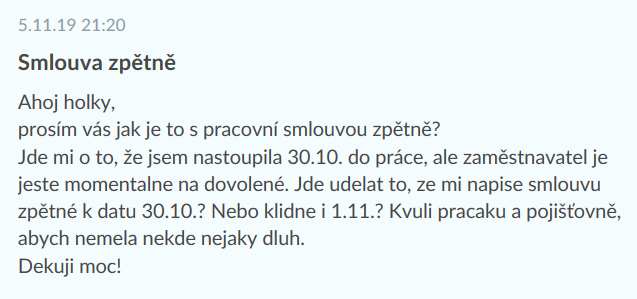 5.11.19 21:20
Smlouva zpětně
Ahoj holky,
prosím vás jak je to s pracovní smlouvou zpětně?
Jde mi o to, že jsem nastoupila 30.10. do práce, ale zaměstnavatel je
jeste momentalne na dovolené. Jde udelat to, ze mi napise smlouvu
zpětné k datu 30.10.? Nebo klidne i 1.11.? Kvuli pracaku a pojišťovně,
abych nemela nekde nejaky dluh.
Dekuji moc!